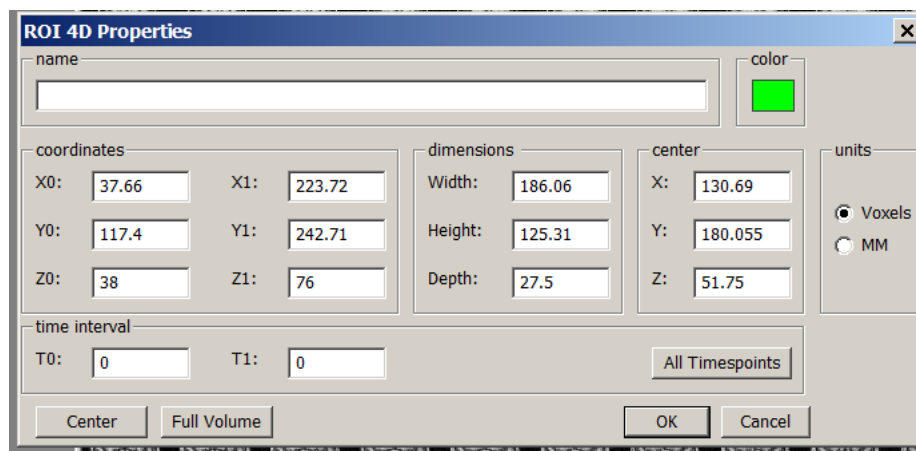 ROI 4D Properties
name
color
coordinates
dimensions
center
units
X0: 37.66 X1: 223.72 Width: 186.06 X: 130.69
Voxels
Y0: 117.4 Y1: 242.71 Height: 125.31 Y: 180.055
MM
Z0: 38 Z1: 76 Depth: 27.5 Z: 51.75
time interval
T0: 0 T1: 0 All Timespoints
Center Full Volume OK Cancel